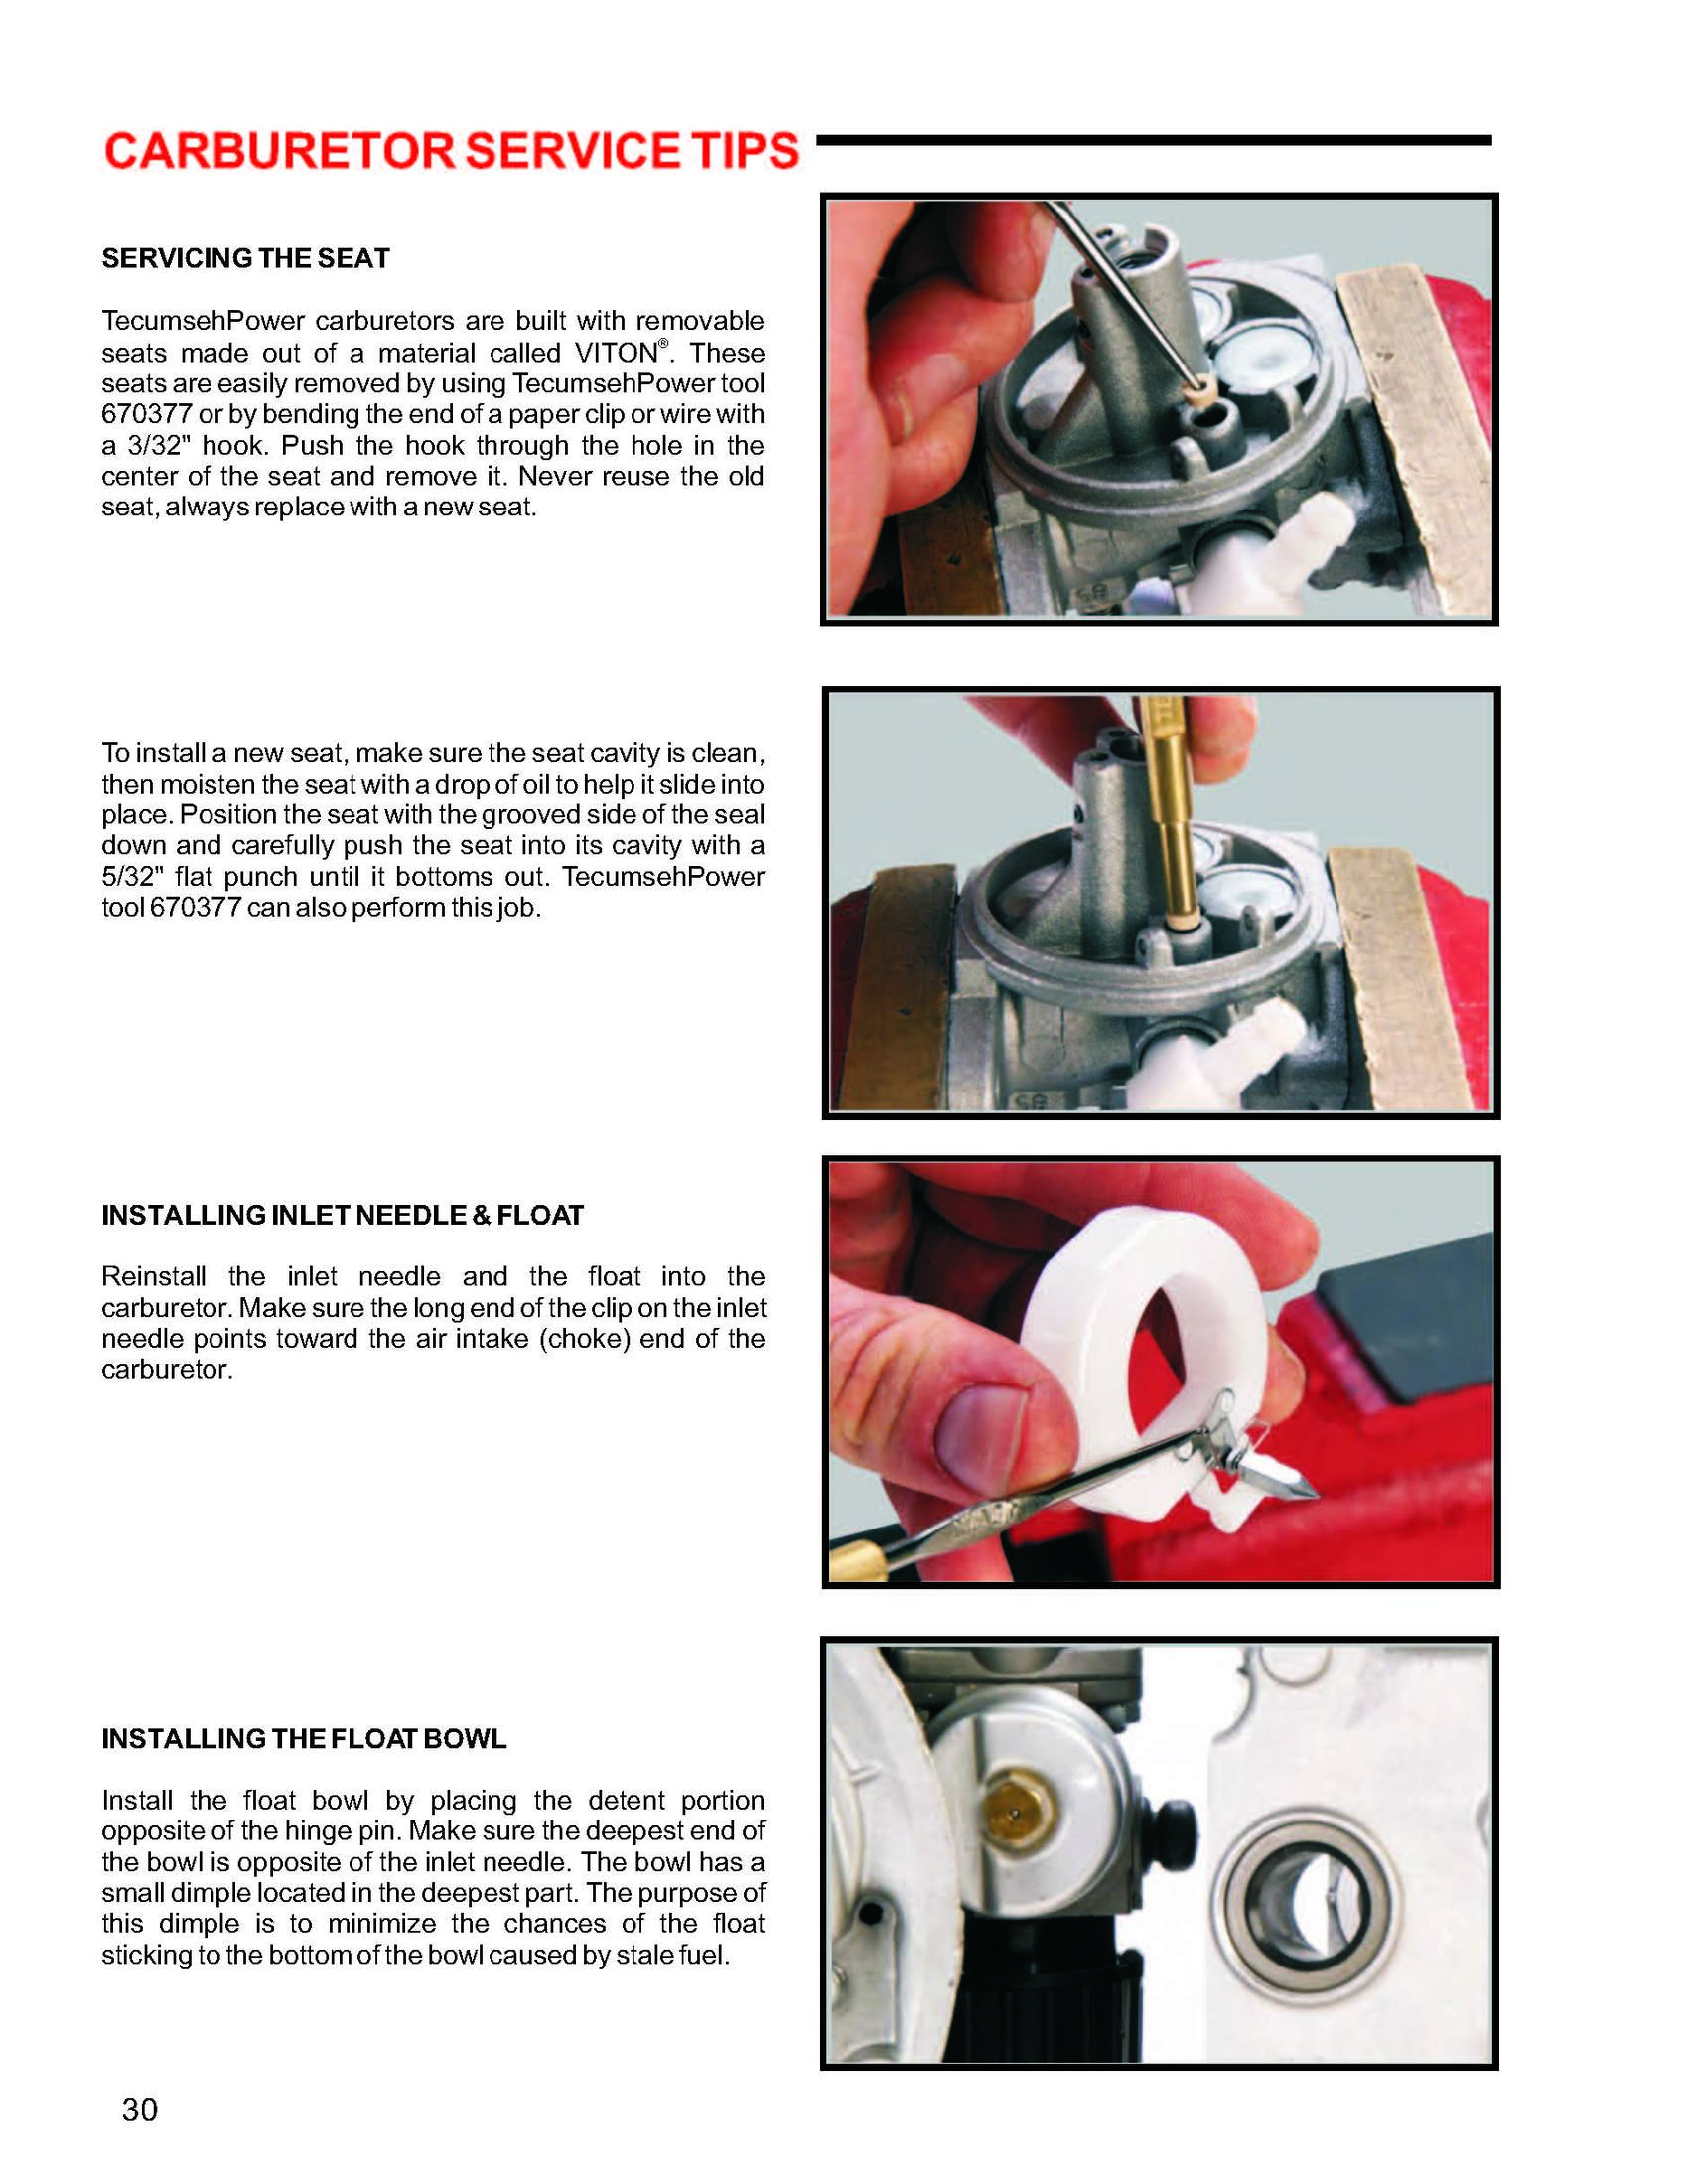 CARBURETOR SERVICE TIPS
SERVICING THE SEAT
TecumsehPower carburetors are built with removable
seats made out of a material called VITON®. These
seats are easily removed by using TecumsehPower tool
670377 or by bending the end of a paper clip or wire with
a 3/32" hook. Push the hook through the hole in the
center of the seat and remove it. Never reuse the old
seat, always replace with a new seat.
To install a new seat, make sure the seat cavity is clean,
then moisten the seat with a drop of oil to help it slide into
place. Position the seat with the grooved side of the seal
down and carefully push the seat into its cavity with a
5/32" flat punch until it bottoms out. TecumsehPower
tool 670377 can also perform this job.
INSTALLING INLET NEEDLE & FLOAT
Reinstall the inlet needle and the float into the
carburetor. Make sure the long end of the clip on the inlet
needle points toward the air intake (choke) end of the
carburetor.
INSTALLING THE FLOAT BOWL
Install the float bowl by placing the detent portion
opposite of the hinge pin. Make sure the deepest end of
the bowl is opposite of the inlet needle. The bowl has a
small dimple located in the deepest part. The purpose of
this dimple is to minimize the chances of the float
sticking to the bottom of the bowl caused by stale fuel.
30